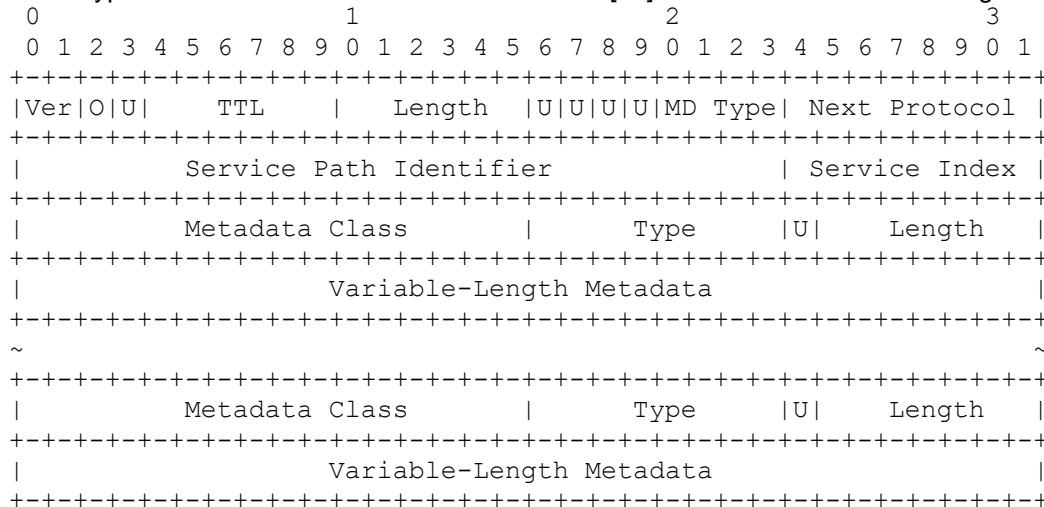 0                   1                   2                   3
 0 1 2 3 4 5 6 7 8 9 0 1 2 3 4 5 6 7 8 9 0 1 2 3 4 5 6 7 8 9 0 1
+-+-+-+-+-+-+-+-+-+-+-+-+-+-+-+-+-+-+-+-+-+-+-+-+-+-+-+-+-+-+-+-+
|Ver|O|U|    TTL    |   Length  |U|U|U|U|MD Type| Next Protocol |
+-+-+-+-+-+-+-+-+-+-+-+-+-+-+-+-+-+-+-+-+-+-+-+-+-+-+-+-+-+-+-+-+
|          Service Path Identifier              | Service Index |
+-+-+-+-+-+-+-+-+-+-+-+-+-+-+-+-+-+-+-+-+-+-+-+-+-+-+-+-+-+-+-+-+
|          Metadata Class       |      Type     |U|    Length   |
+-+-+-+-+-+-+-+-+-+-+-+-+-+-+-+-+-+-+-+-+-+-+-+-+-+-+-+-+-+-+-+-+
|                   Variable-Length Metadata                    |
+-+-+-+-+-+-+-+-+-+-+-+-+-+-+-+-+-+-+-+-+-+-+-+-+-+-+-+-+-+-+-+-+
~                                                               ~
+-+-+-+-+-+-+-+-+-+-+-+-+-+-+-+-+-+-+-+-+-+-+-+-+-+-+-+-+-+-+-+-+
|          Metadata Class       |      Type     |U|    Length   |
+-+-+-+-+-+-+-+-+-+-+-+-+-+-+-+-+-+-+-+-+-+-+-+-+-+-+-+-+-+-+-+-+
|                   Variable-Length Metadata                    |
+-+-+-+-+-+-+-+-+-+-+-+-+-+-+-+-+-+-+-+-+-+-+-+-+-+-+-+-+-+-+-+-+